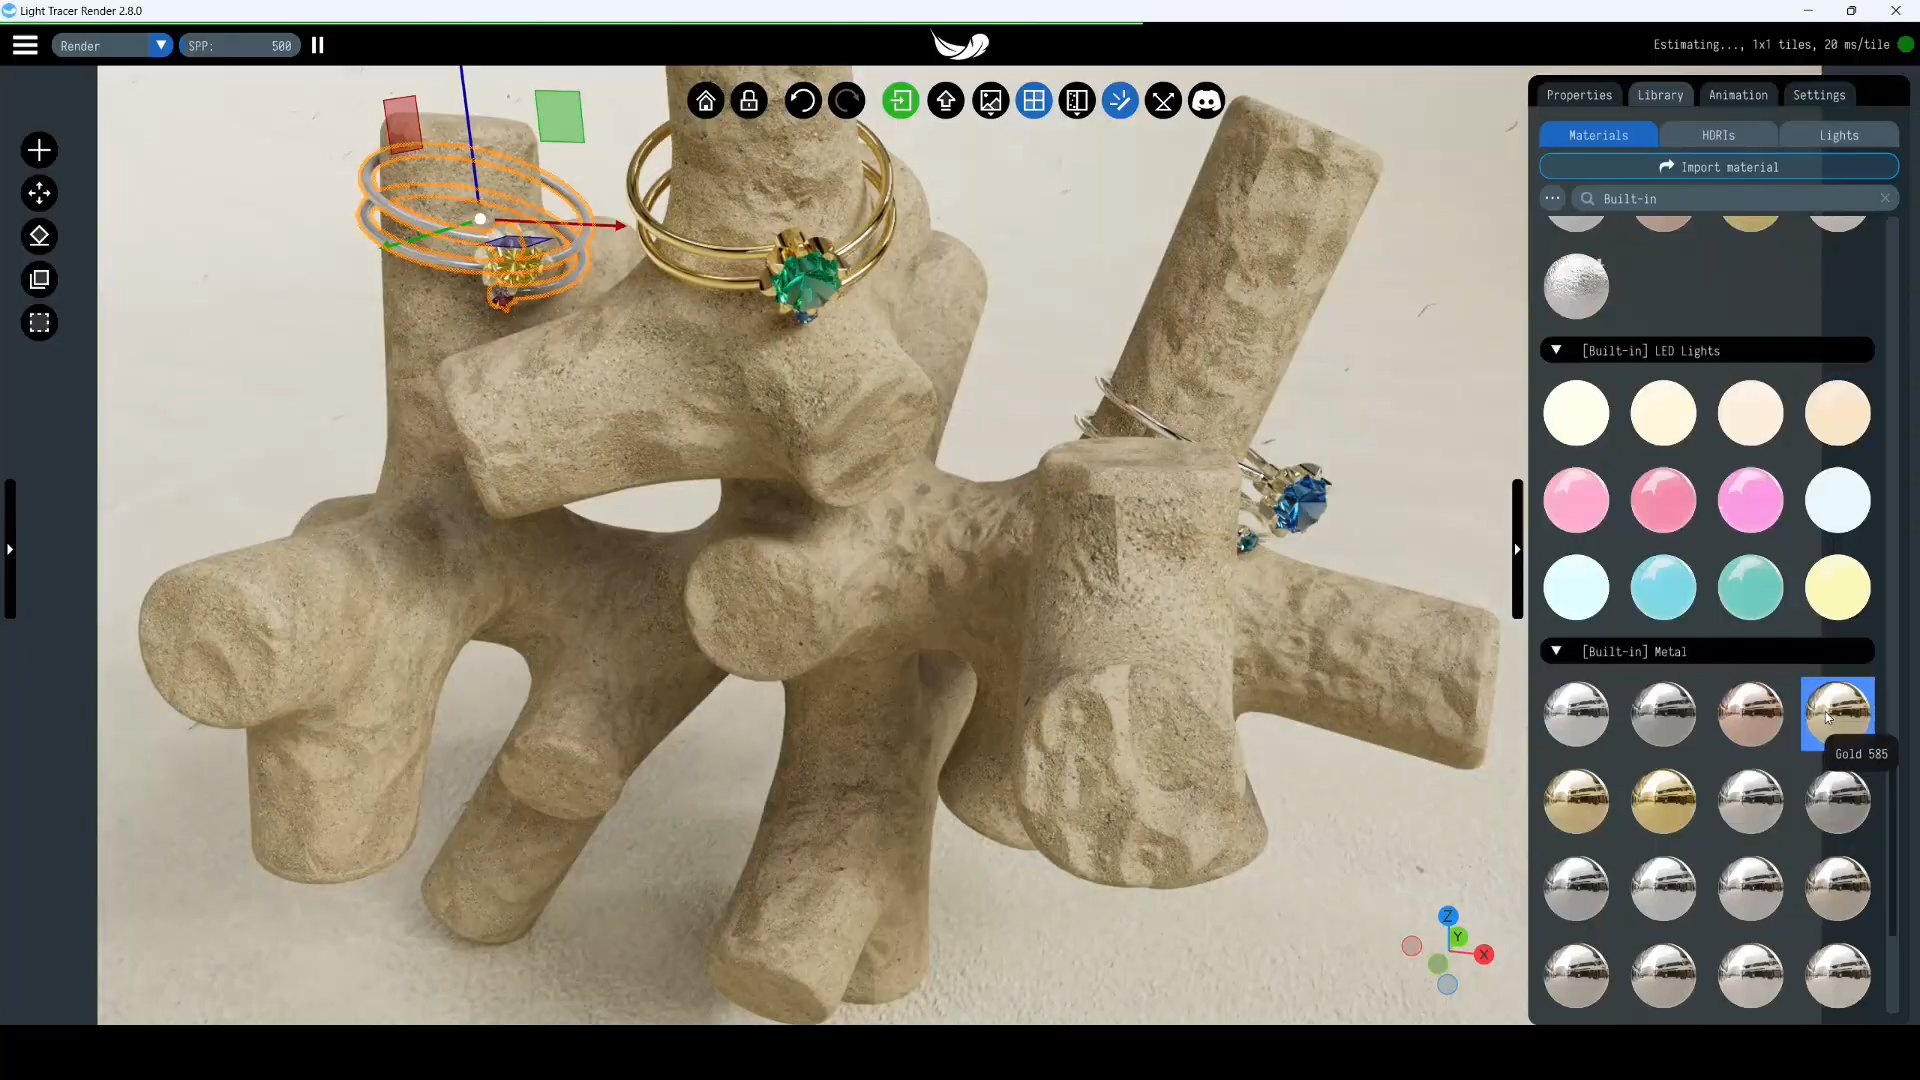 Light Tracer Render 2.8.0
Render
SPP: 500
Estimating..., 1x1 tiles, 20 ms/tile
Properties
Library
Animation
Settings
Materials
HDRIs
Lights
Import material
Built-in
[Built-in] LED Lights
[Built-in] Metal
Gold 585
Z
Y
X